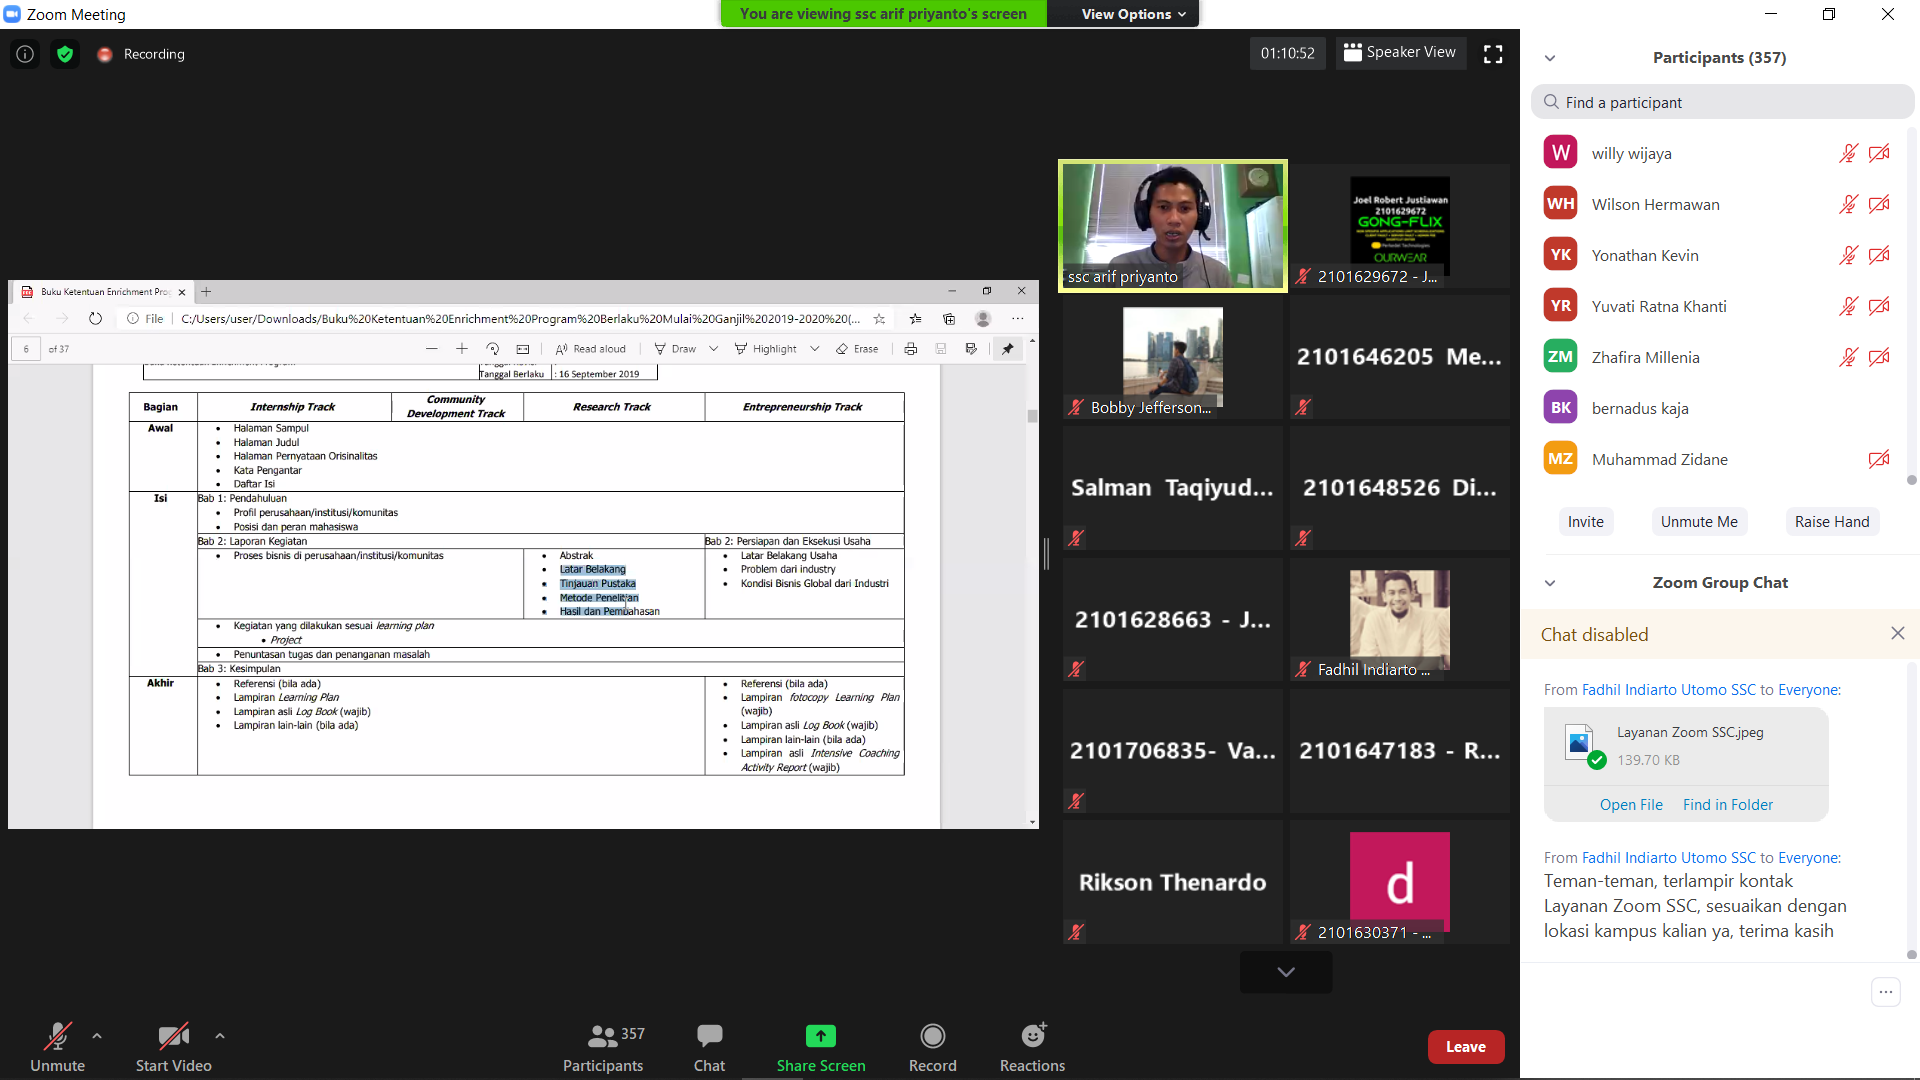 Zoom Meeting
You are viewing ssc arif priyanto's screen
View Options
Recording
01:10:52
Speaker View
Buku Ketentuan Enrichment Pro
File
C:/Users/user/Downloads/Buku%20Ketentuan%20Enrichment%20Program%20Berlaku%20Mulai%20Ganjil%202019-2020%20(...
6 of 37
Read aloud
Draw
Highlight
Erase
Tanggal Berlaku : 16 September 2019
Bagian
Internship Track
Community
Development Track
Research Track
Entrepreneurship Track
Awal
• Halaman Sampul
• Halaman Judul
• Halaman Pernyataan Orisinalitas
• Kata Pengantar
• Daftar Isi
Isi
Bab 1: Pendahuluan
• Profil perusahaan/institusi/komunitas
• Posisi dan peran mahasiswa
Bab 2: Laporan Kegiatan
Bab 2: Persiapan dan Eksekusi Usaha
• Proses bisnis di perusahaan/institusi/komunitas
• Abstrak
• Latar Belakang
• Tinjauan Pustaka
• Metode Penelitian
• Hasil dan Pembahasan
• Latar Belakang Usaha
• Problem dari industry
• Kondisi Bisnis Global dari Industri
• Kegiatan yang dilakukan sesuai learning plan
• Project
• Penuntasan tugas dan penanganan masalah
Bab 3: Kesimpulan
Akhir
• Referensi (bila ada)
• Lampiran Learning Plan
• Lampiran asli Log Book (wajib)
• Lampiran lain-lain (bila ada)
• Referensi (bila ada)
• Lampiran fotocopy Learning Plan
(wajib)
• Lampiran asli Log Book (wajib)
• Lampiran lain-lain (bila ada)
• Lampiran asli Intensive Coaching
Activity Report (wajib)
ssc arif priyanto
Joel Robert Justiawan
2101629672
GONG-FLIX
OURWEAR
2101629672 - J...
Bobby Jefferson...
2101646205 Me...
Salman Taqiyud...
2101648526 Di...
2101628663 - J...
Fadhil Indiarto ...
2101706835- Va...
2101647183 - R...
Rikson Thenardo
d
2101630371 - ...
Participants (357)
Find a participant
W willy wijaya
WH Wilson Hermawan
YK Yonathan Kevin
YR Yuvati Ratna Khanti
ZM Zhafira Millenia
BK bernadus kaja
MZ Muhammad Zidane
Invite
Unmute Me
Raise Hand
Zoom Group Chat
Chat disabled
From Fadhil Indiarto Utomo SSC to Everyone:
Layanan Zoom SSC.jpeg
139.70 KB
Open File
Find in Folder
From Fadhil Indiarto Utomo SSC to Everyone:
Teman-teman, terlampir kontak
Layanan Zoom SSC, sesuaikan dengan
lokasi kampus kalian ya, terima kasih
Unmute
Start Video
357
Participants
Chat
Share Screen
Record
Reactions
Leave